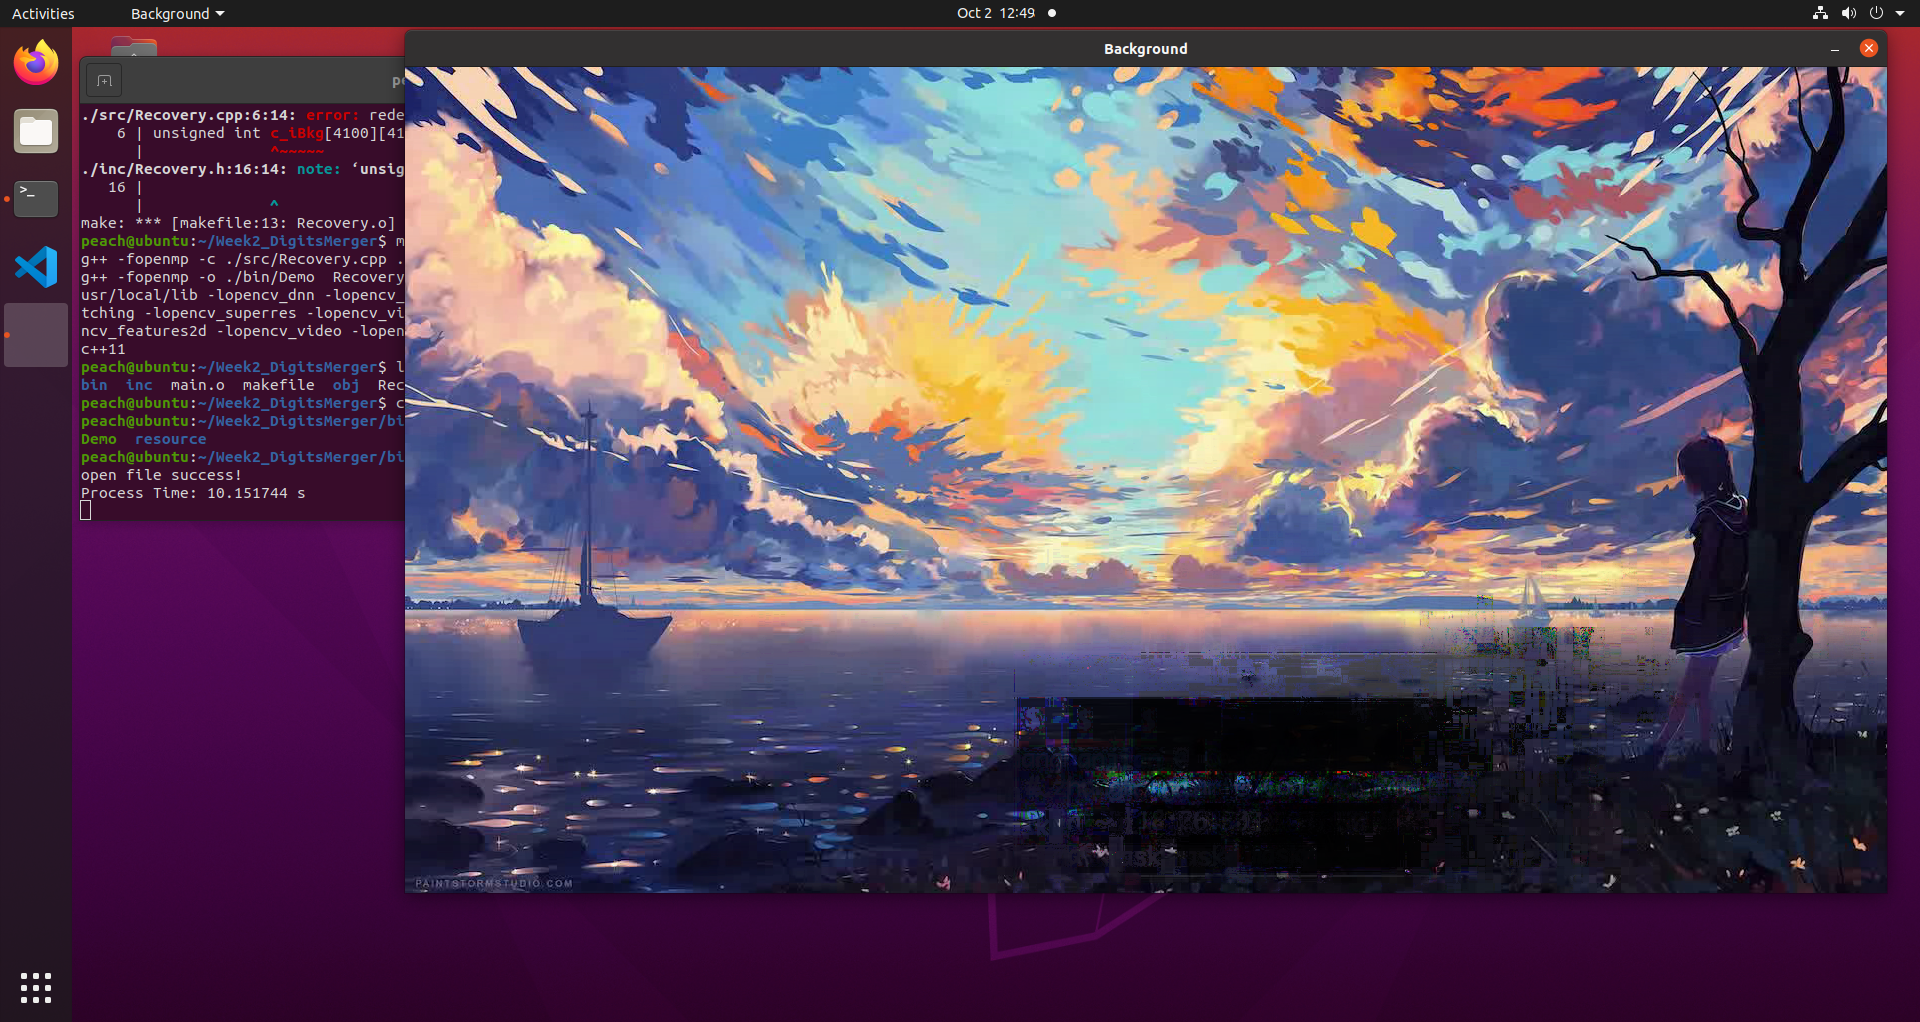 Activities
Background
Oct 2 12:49
Background
./src/Recovery.cpp:6:14: error: rede
6 | unsigned int c_iBkg[4100][41
| ^~~~~~
./inc/Recovery.h:16:14: note: ‘unsig
16 |
| ^
make: *** [makefile:13: Recovery.o]
peach@ubuntu:~/Week2_DigitsMerger$ m
g++ -fopenmp -c ./src/Recovery.cpp .
g++ -fopenmp -o ./bin/Demo Recovery
usr/local/lib -lopencv_dnn -lopencv_
tching -lopencv_superres -lopencv_vi
ncv_features2d -lopencv_video -lopen
c++11
peach@ubuntu:~/Week2_DigitsMerger$ l
bin inc main.o makefile obj Rec
peach@ubuntu:~/Week2_DigitsMerger$ c
peach@ubuntu:~/Week2_DigitsMerger/bi
Demo resource
peach@ubuntu:~/Week2_DigitsMerger/bi
open file success!
Process Time: 10.151744 s
PAINTSTORMSTUDIO.COM